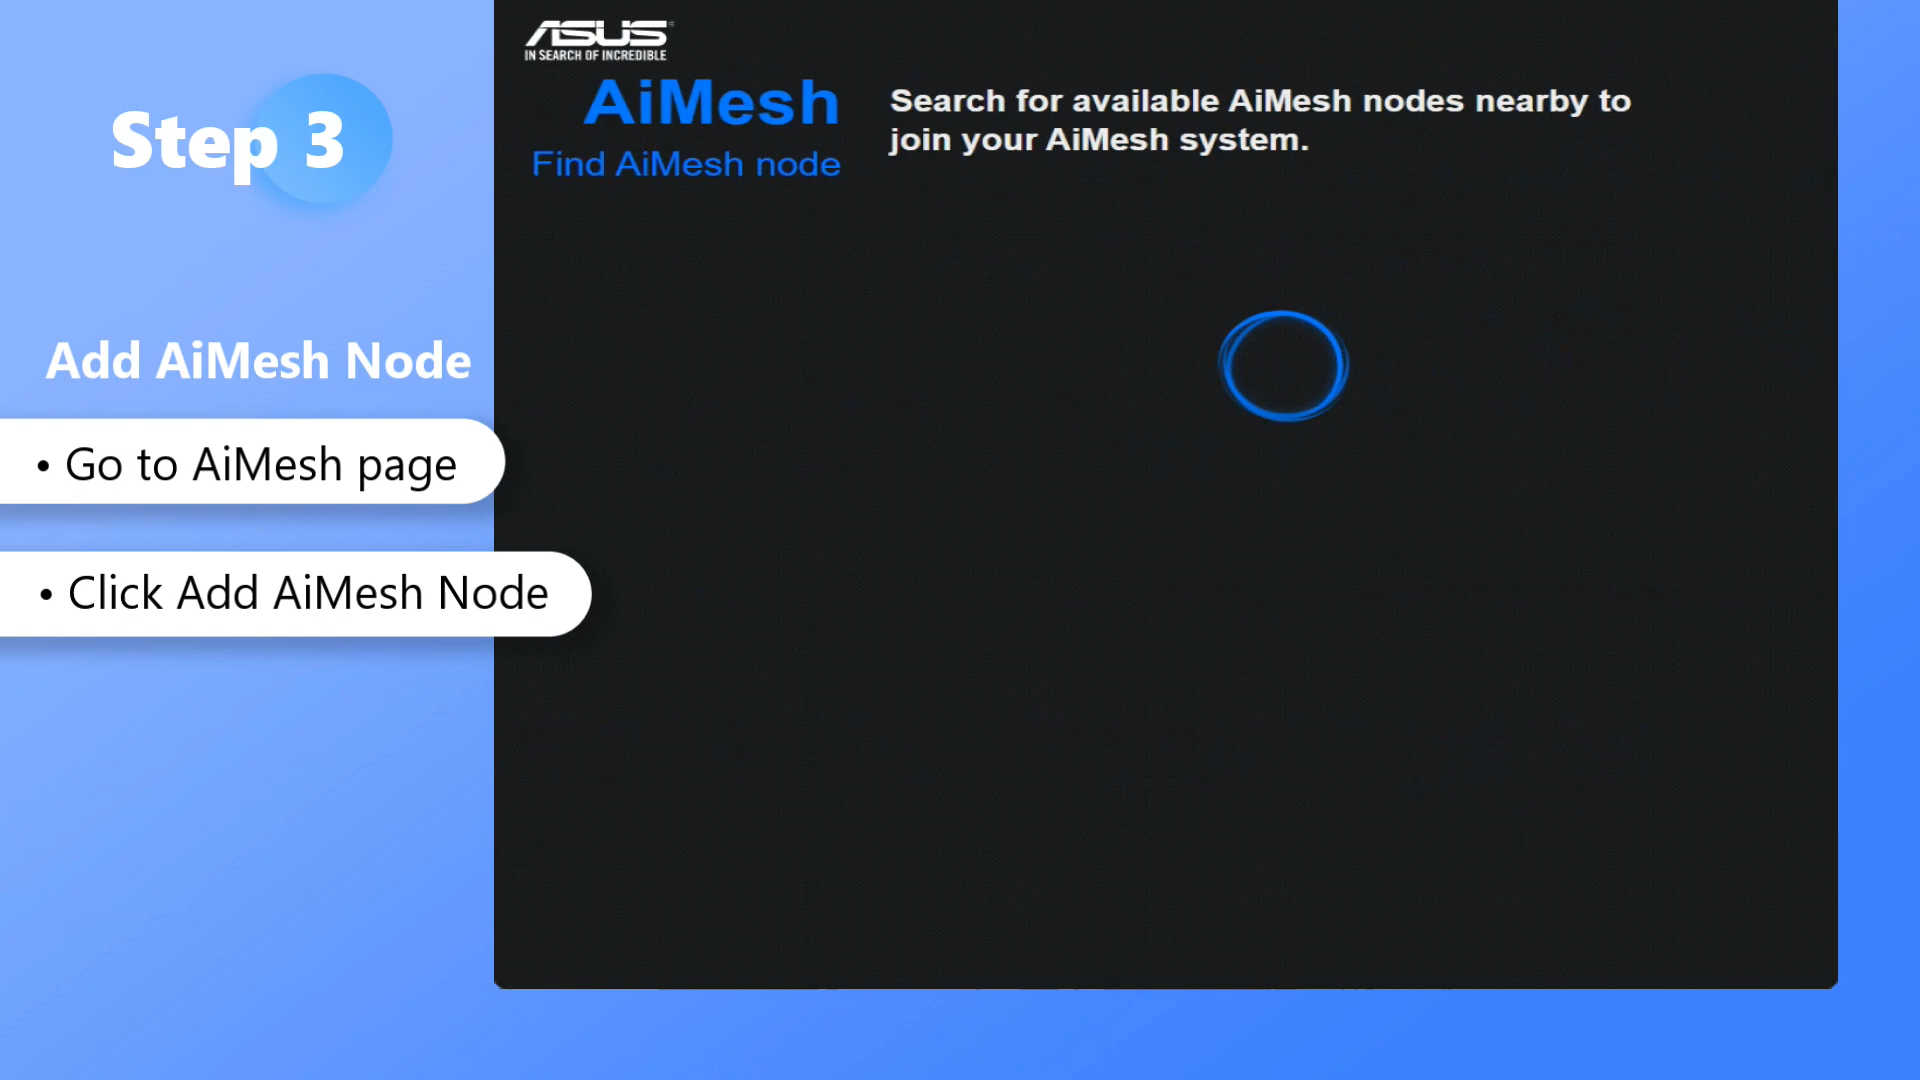 Step 3
Add AiMesh Node
• Go to AiMesh page
• Click Add AiMesh Node
ASUS
IN SEARCH OF INCREDIBLE
AiMesh
Find AiMesh node
Search for available AiMesh nodes nearby to
join your AiMesh system.